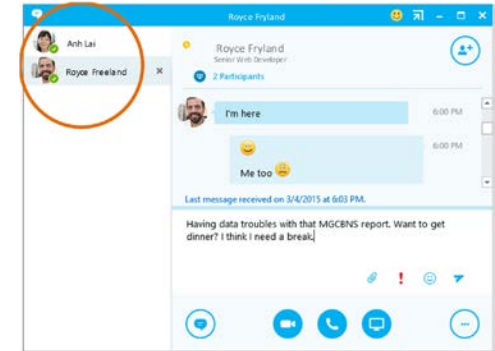 Royce Fryland
Anh Lai
Royce Freeland
Royce Fryland
Senior Web Developer
2 Participants
I'm here
6:00 PM
6:00 PM
Me too
Last message received on 3/4/2015 at 6:03 PM.
Having data troubles with that MGCBNS report. Want to get
dinner? I think I need a break.